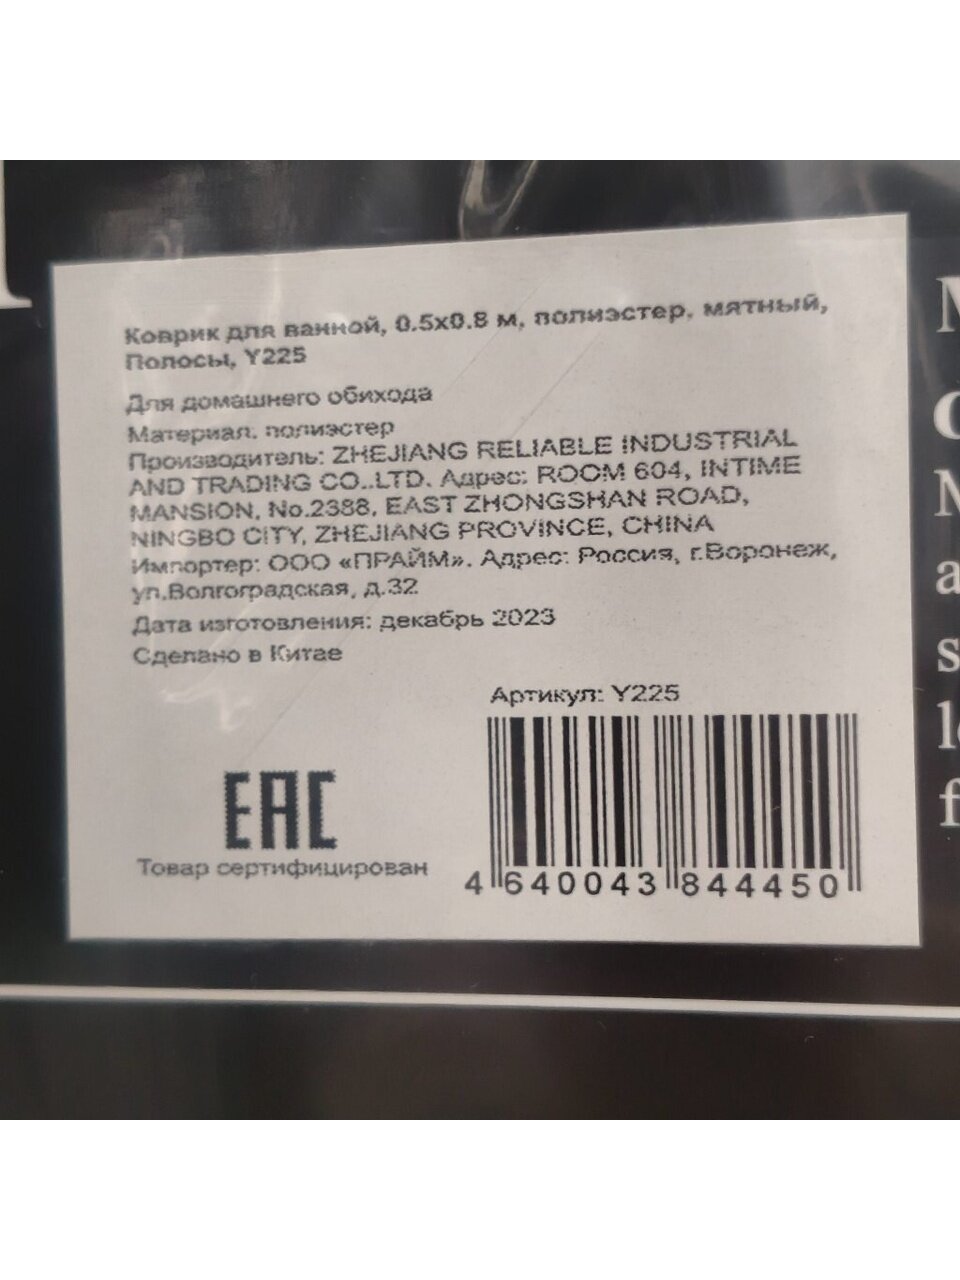 Коврик для ванной, 0.5х0.8 м, полиэстер, мятный,
Полосы, Y225
Для домашнего обихода
Материал: полиэстер
Производитель: ZHEJIANG RELIABLE INDUSTRIAL
AND TRADING CO.,LTD. Адрес: ROOM 604, INTIME
MANSION, No.2388, EAST ZHONGSHAN ROAD,
NINGBO CITY, ZHEJIANG PROVINCE, CHINA
Импортер: ООО «ПРАЙМ». Адрес: Россия, г.Воронеж,
ул.Волгоградская, д.32
Дата изготовления: декабрь 2023
Сделано в Китае
Артикул: Y225
EAC
Товар сертифицирован
4 640043 844450